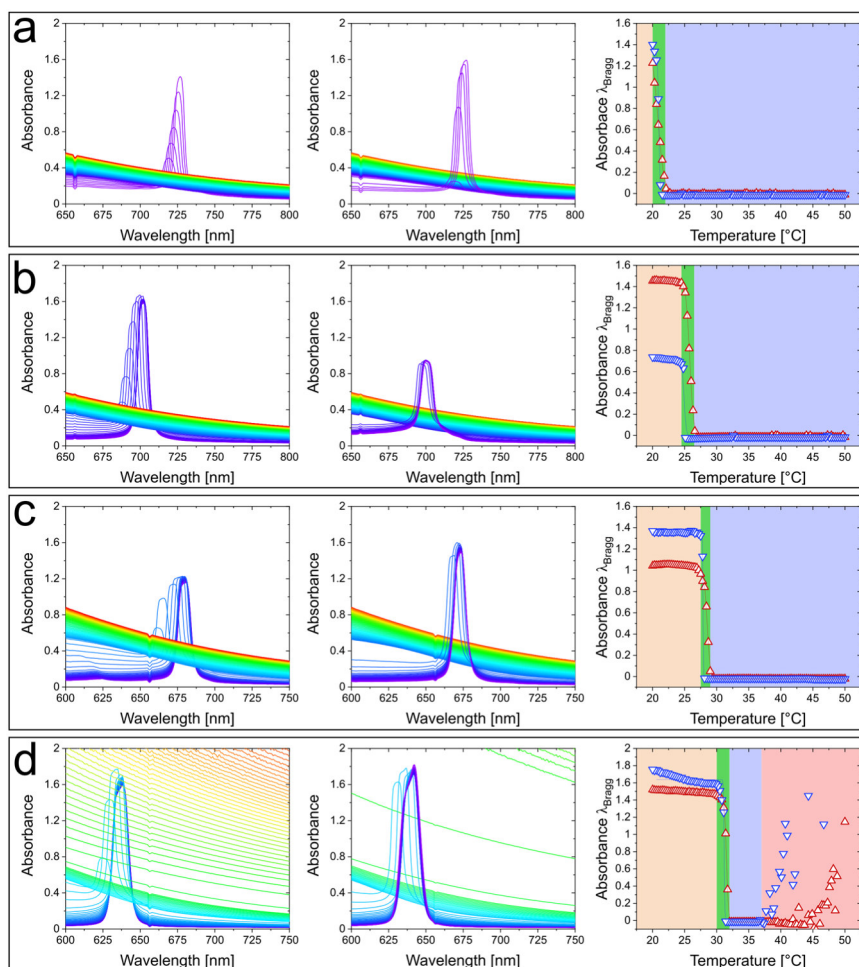 a
Absorbance
2
1.6
1.2
0.8
0.4
0
650 675 700 725 750 775 800
Wavelength [nm]
Absorbance
2
1.6
1.2
0.8
0.4
0
650 675 700 725 750 775 800
Wavelength [nm]
Absorbace λBragg
1.6
1.4
1.2
1
0.8
0.6
0.4
0.2
0
20 25 30 35 40 45 50
Temperature [°C]
b
Absorbance
2
1.6
1.2
0.8
0.4
0
650 675 700 725 750 775 800
Wavelength [nm]
Absorbance
2
1.6
1.2
0.8
0.4
0
650 675 700 725 750 775 800
Wavelength [nm]
Absorbance λBragg
1.6
1.4
1.2
1
0.8
0.6
0.4
0.2
0
20 25 30 35 40 45 50
Temperature [°C]
c
Absorbance
2
1.6
1.2
0.8
0.4
0
600 625 650 675 700 725 750
Wavelength [nm]
Absorbance
2
1.6
1.2
0.8
0.4
0
600 625 650 675 700 725 750
Wavelength [nm]
Absorbance λBragg
1.6
1.4
1.2
1
0.8
0.6
0.4
0.2
0
20 25 30 35 40 45 50
Temperature [°C]
d
Absorbance
2
1.6
1.2
0.8
0.4
0
600 625 650 675 700 725 750
Wavelength [nm]
Absorbance
2
1.6
1.2
0.8
0.4
0
600 625 650 675 700 725 750
Wavelength [nm]
Absorbance λBragg
2
1.8
1.6
1.4
1.2
1
0.8
0.6
0.4
0.2
0
20 25 30 35 40 45 50
Temperature [°C]